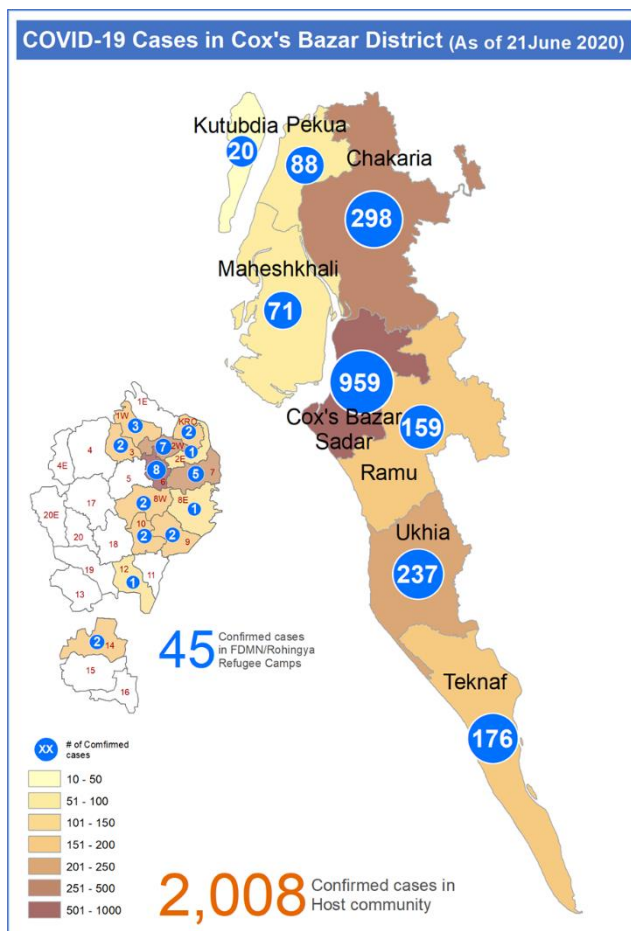 COVID-19 Cases in Cox's Bazar District (As of 21June 2020)
Kutubdia
20
Pekua
88
Chakaria
298
Maheshkhali
71
959
Cox's Bazar
Sadar
159
Ramu
Ukhia
237
Teknaf
176
1E
1W
3
KRC
2
2
3
7
2W
1
2E
4
4E
5
8
6
5
7
17
2
8W
8E
1
20E
20
18
10
2
2
9
19
12
11
13
1
2
14
15
16
45
Confirmed cases
in FDMN/Rohingya
Refugee Camps
XX
# of Comfirmed
cases
10 - 50
51 - 100
101 - 150
151 - 200
201 - 250
251 - 500
501 - 1000
2,008
Confirmed cases in
Host community